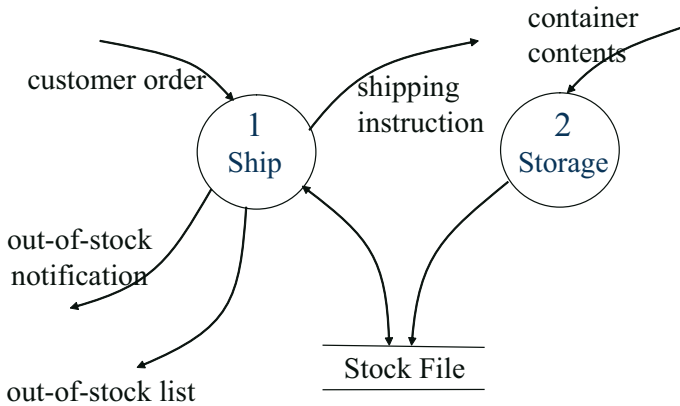 container
contents
customer order
shipping
instruction
1
Ship
2
Storage
out-of-stock
notification
Stock File
out-of-stock list